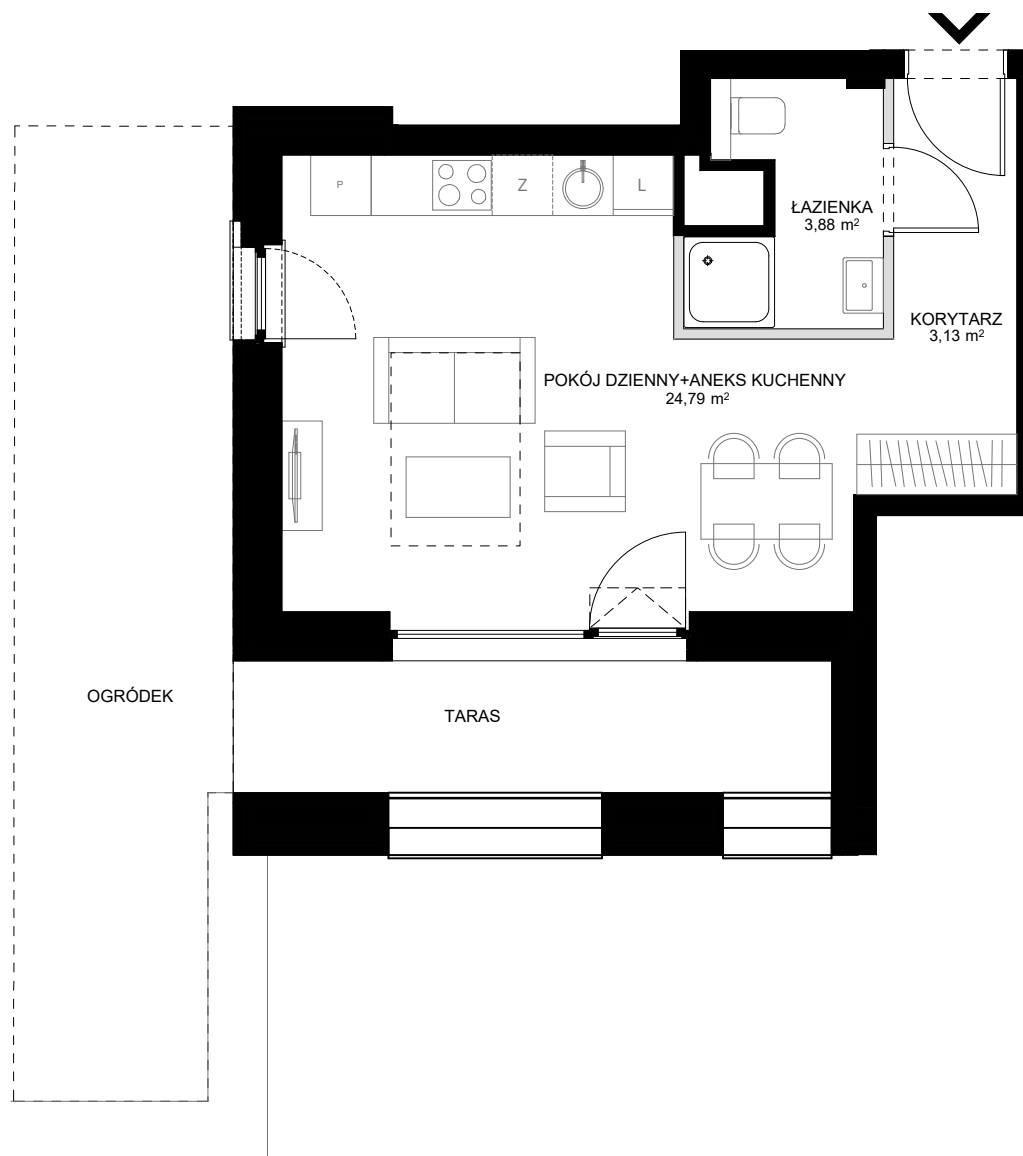 P
Z
L
ŁAZIENKA
3,88 m²
KORYTARZ
3,13 m²
POKÓJ DZIENNY+ANEKS KUCHENNY
24,79 m²
OGRÓDEK
TARAS